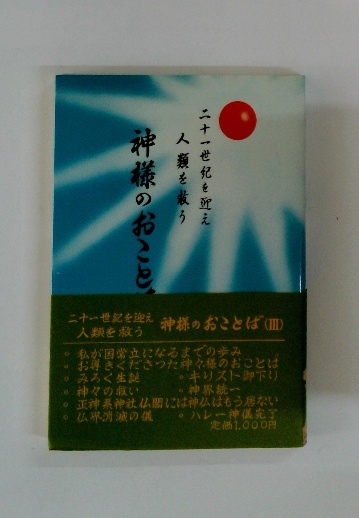 二十一世紀を迎え
人類を救う
神様のおこと
二十一世紀を迎え
人類を救う
神様のおことば(III)
。私が国常立になるまでの歩み
。お導きくださった神々様のおことば
。みろく生誕
・キリスト御下り
。神々の救い
・神界統一
。正神系神社仏閣には神仏はもう居ない
。仏界消滅の儀
・ハレー神儀完了
定価1,000円